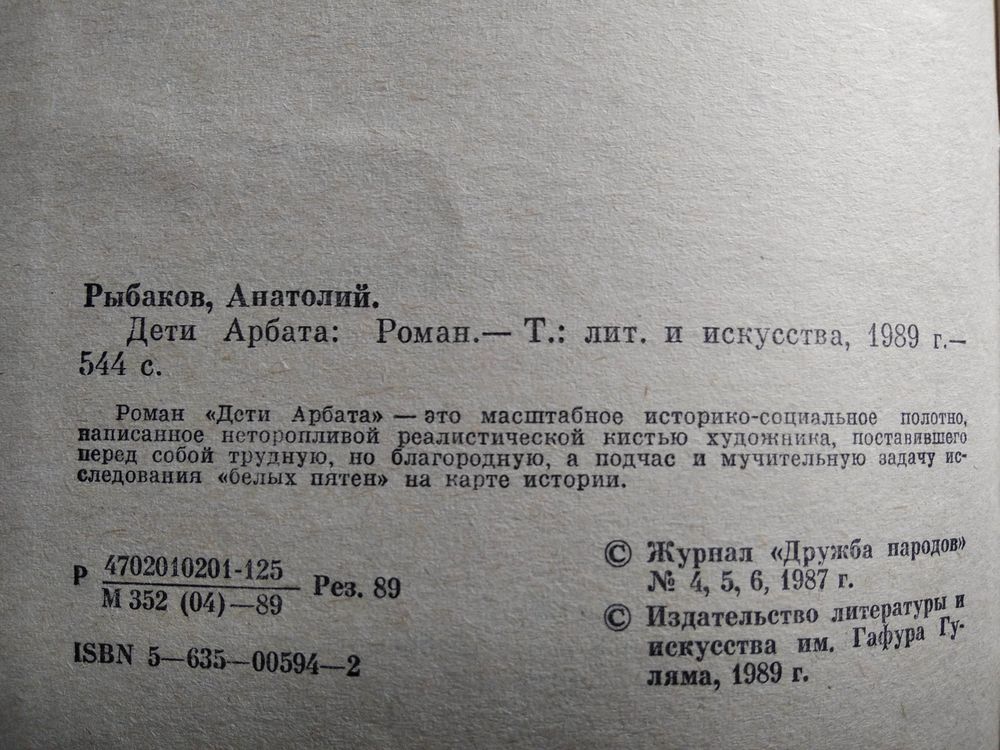 Рыбаков, Анатолий.
Дети Арбата: Роман.— Т.: лит. и искусства, 1989 г.—
544 с.
Роман «Дети Арбата» — это масштабное историко-социальное полотно,
написанное неторопливой реалистической кистью художника, поставившего
перед собой трудную, но благородную, а подчас и мучительную задачу ис-
следования «белых пятен» на карте истории.
Р 4702010201-125
М 352 (04)—89 Рез. 89
ISBN 5—635—00594—2
© Журнал «Дружба народов»
№ 4, 5, 6, 1987 г.
© Издательство литературы и
искусства им. Гафура Гу-
ляма, 1989 г.